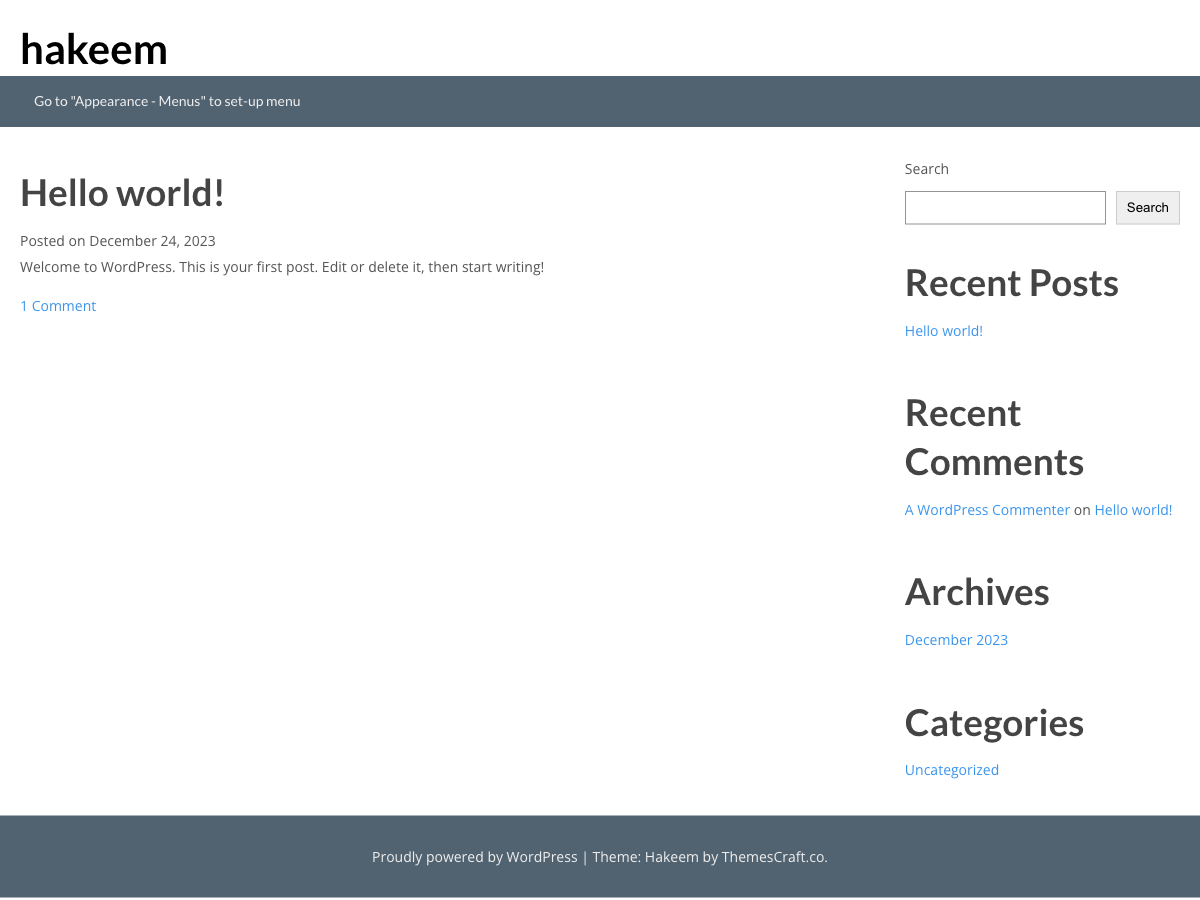 hakeem
Go to "Appearance - Menus" to set-up menu
Hello world!
Posted on December 24, 2023
Welcome to WordPress. This is your first post. Edit or delete it, then start writing!
1 Comment
Search
Search
Recent Posts
Hello world!
Recent
Comments
A WordPress Commenter on Hello world!
Archives
December 2023
Categories
Uncategorized
Proudly powered by WordPress | Theme: Hakeem by ThemesCraft.co.